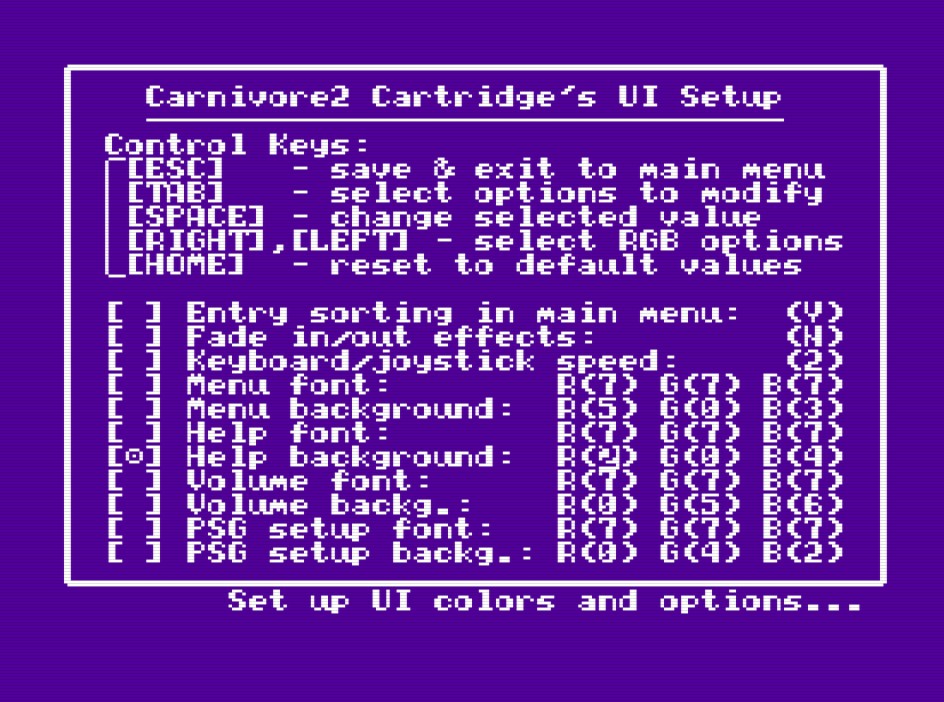 Carnivore2 Cartridge's UI Setup
Control Keys:
[ESC] - save & exit to main menu
[TAB] - select options to modify
[SPACE] - change selected value
[RIGHT],[LEFT] - select RGB options
[HOME] - reset to default values
[ ] Entry sorting in main menu: (Y)
[ ] Fade in/out effects: (N)
[ ] Keyboard/joystick speed: (2)
[ ] Menu font: R(7) G(7) B(7)
[ ] Menu background: R(5) G(0) B(3)
[ ] Help font: R(7) G(7) B(7)
[⊙] Help background: R(2) G(0) B(4)
[ ] Volume font: R(7) G(7) B(7)
[ ] Volume backg.: R(0) G(5) B(6)
[ ] PSG setup font: R(7) G(7) B(7)
[ ] PSG setup backg.: R(0) G(4) B(2)
Set up UI colors and options...